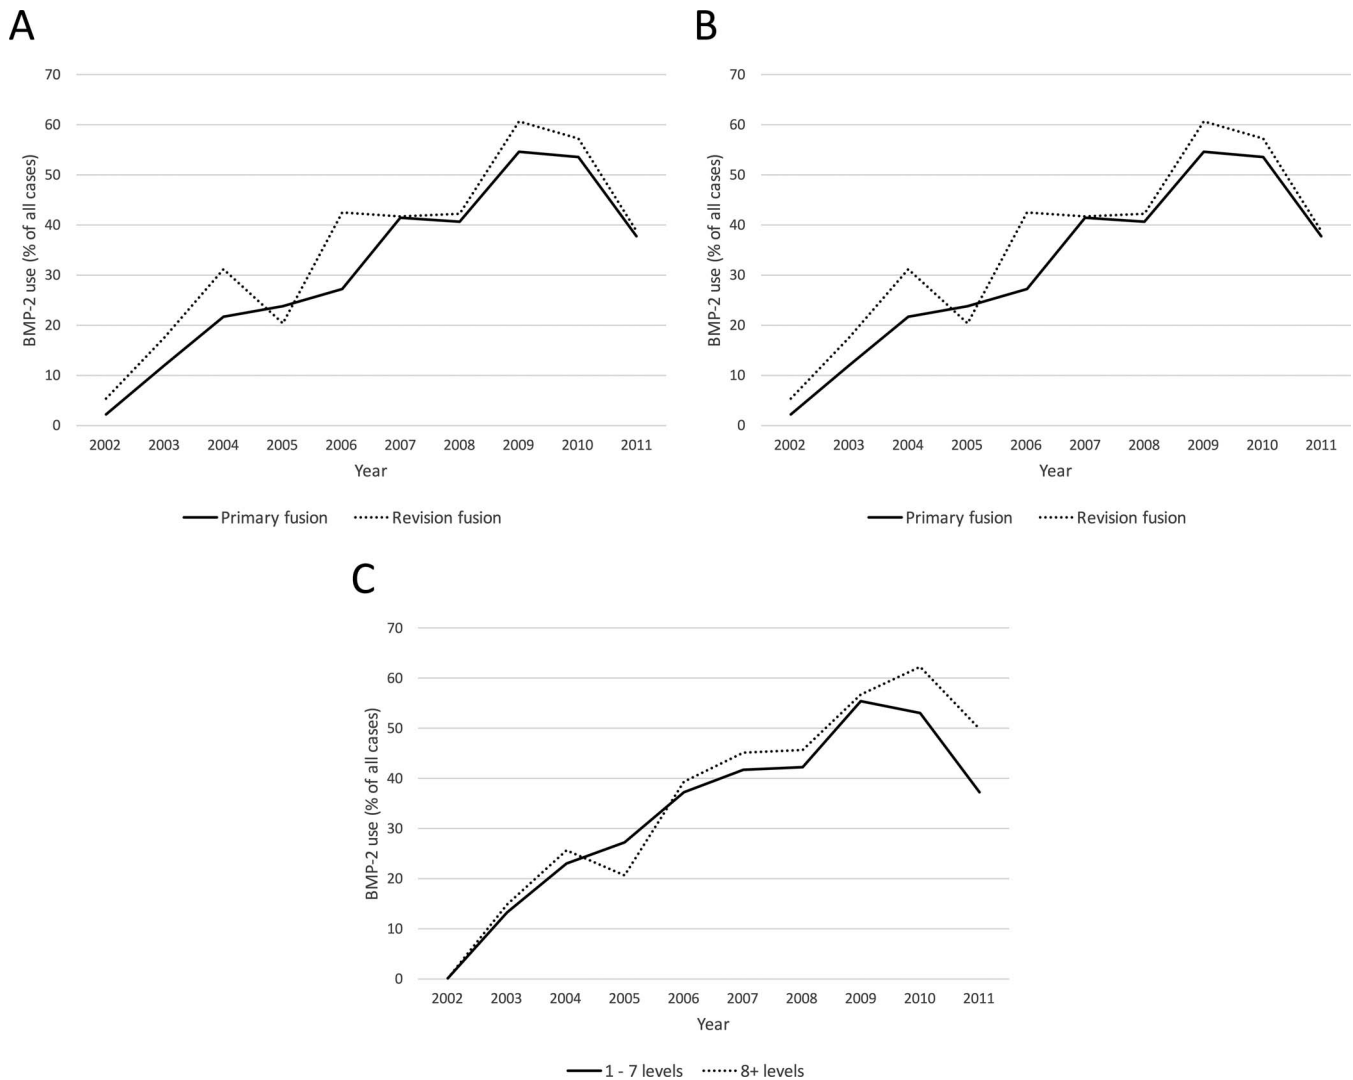 A
BMP-2 use (% of all cases)
70
60
50
40
30
20
10
0
2002 2003 2004 2005 2006 2007 2008 2009 2010 2011
Year
Primary fusion Revision fusion
B
BMP-2 use (% of all cases)
70
60
50
40
30
20
10
0
2002 2003 2004 2005 2006 2007 2008 2009 2010 2011
Year
Primary fusion Revision fusion
C
BMP-2 use (% of all cases)
70
60
50
40
30
20
10
0
2002 2003 2004 2005 2006 2007 2008 2009 2010 2011
Year
1 - 7 levels 8+ levels